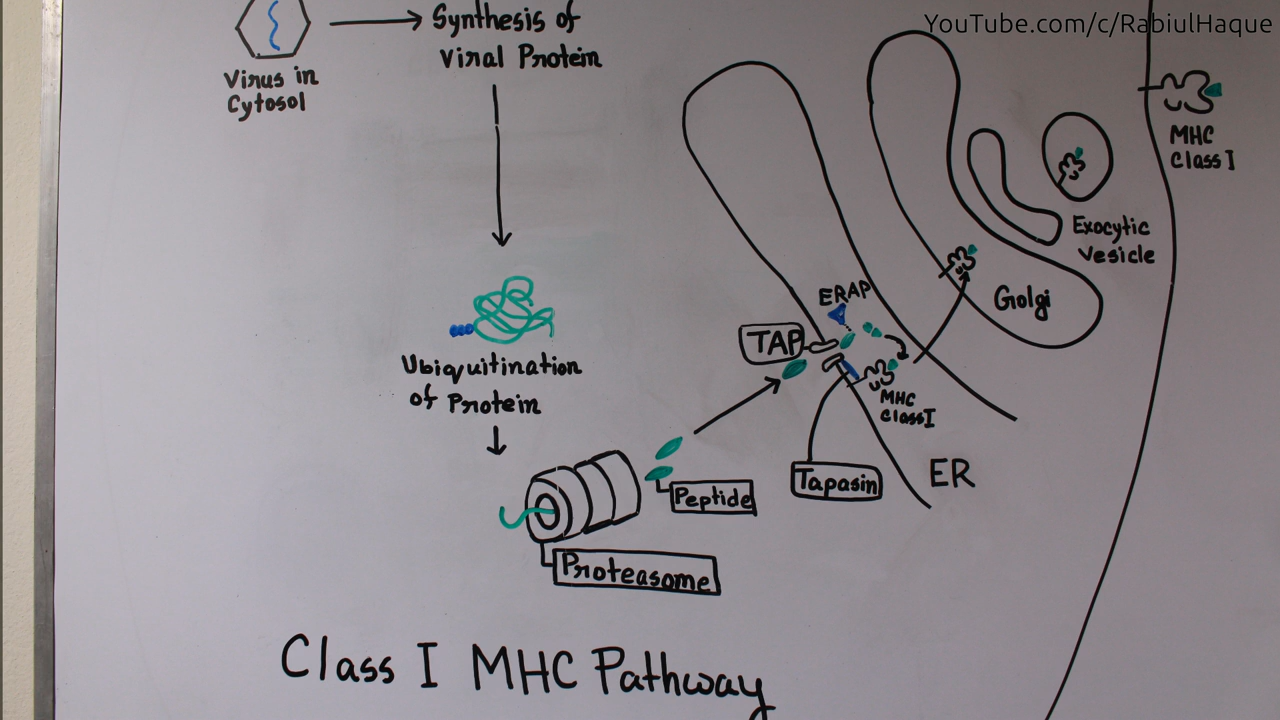 YouTube.com/c/RabiulHaque
Virus in
Cytosol
Synthesis of
Viral Protein
Ubiquitination
of Protein
Proteasome
Peptide
TAP
ERAP
MHC
Class I
Tapasin
ER
Golgi
Exocytic
Vesicle
MHC
Class I
Class I MHC Pathway